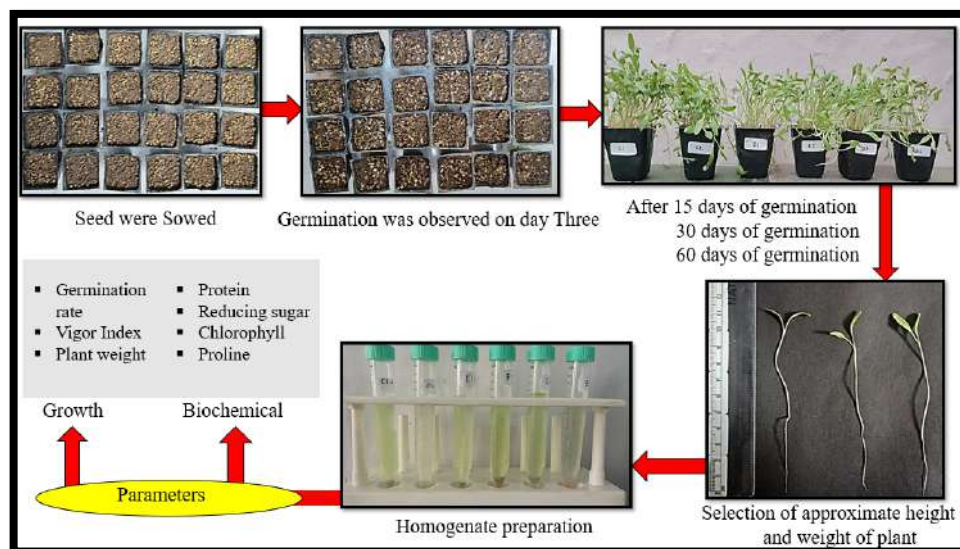 Seed were Sowed
Germination was observed on day Three
After 15 days of germination
30 days of germination
60 days of germination
Selection of approximate height
and weight of plant
Homogenate preparation
Parameters
Growth
Biochemical
▪ Germination
rate
▪ Vigor Index
▪ Plant weight
▪ Protein
▪ Reducing sugar
▪ Chlorophyll
▪ Proline